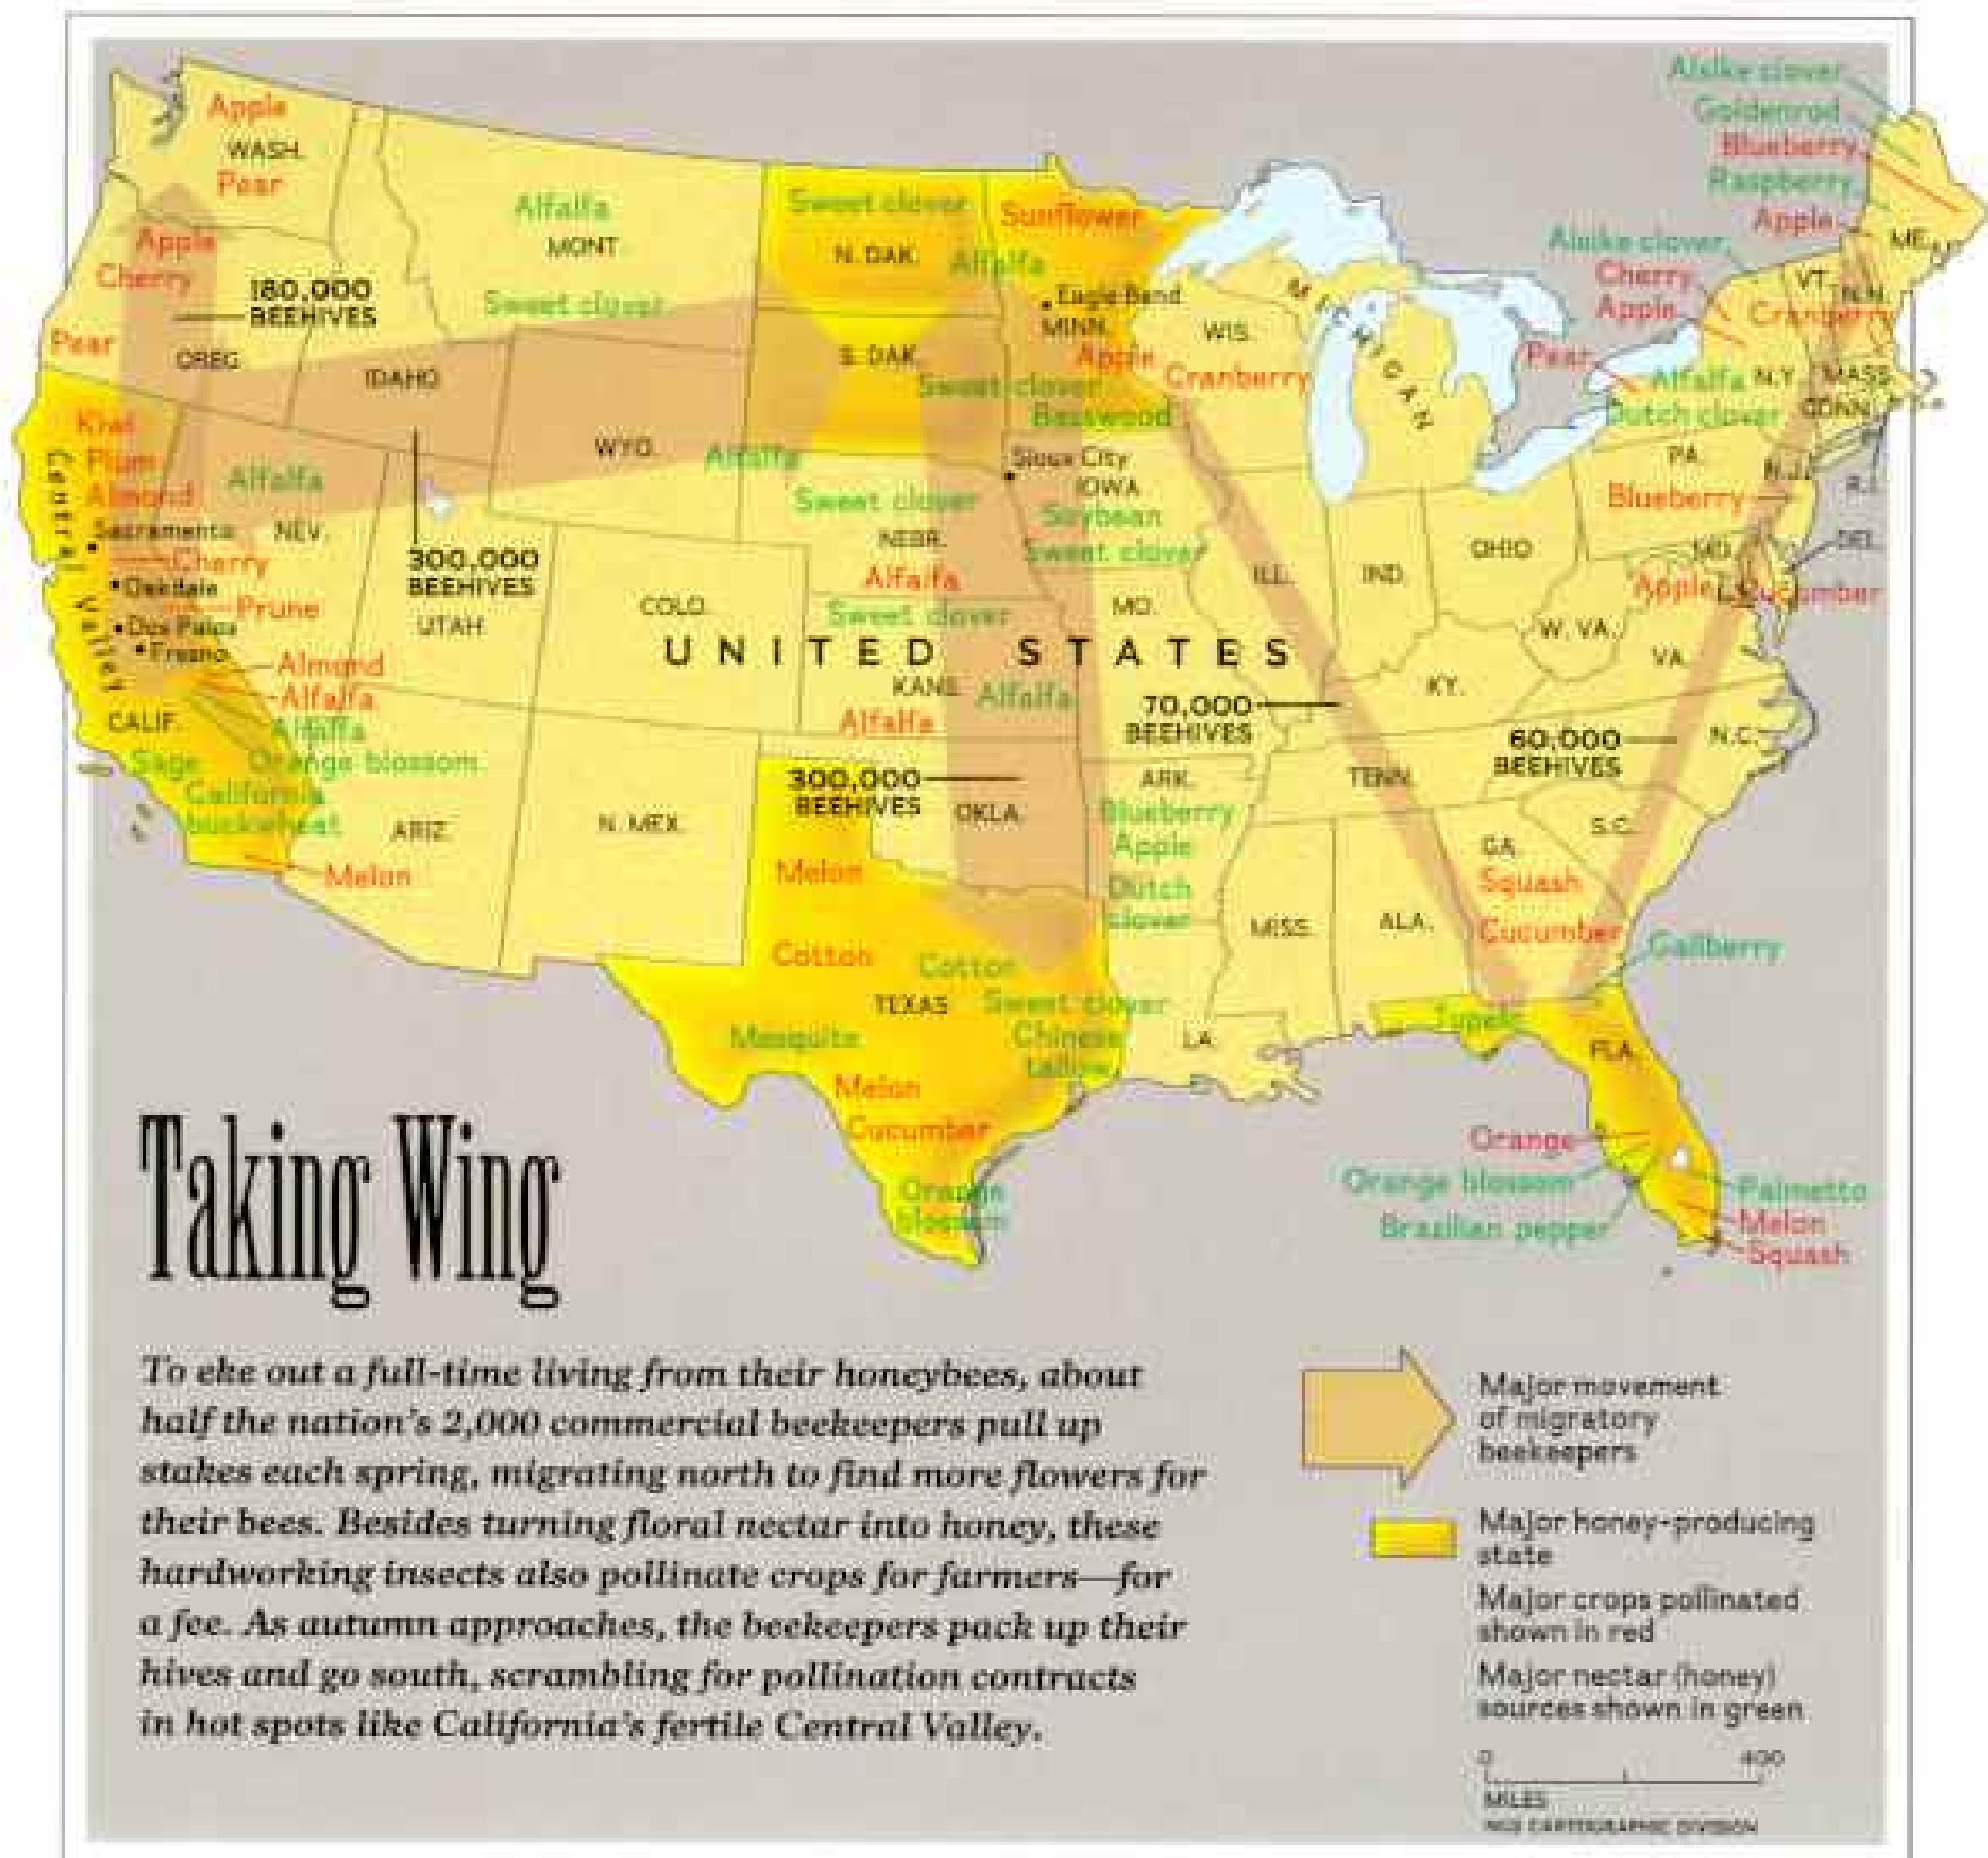 Alsike clover
Goldenrod
Blueberry
Raspberry
Apple
ME.
Apple
WASH.
Pear
Apple
Cherry
180,000
BEEHIVES
Pear
OREG.
IDAHO
Alfalfa
MONT.
Sweet clover
Sweet clover
N. DAK.
Alfalfa
Sunflower
Eagle Bend
MINN.
Apple
S. DAK.
Sweet clover
Basswood
WIS.
Cranberry
MICHIGAN
Alsike clover
Cherry
Apple
Pear
VT.
N.H.
Cranberry
Alfalfa
N.Y.
MASS.
Dutch clover
CONN.
R.I.
Kiwi
Plum
Almond
Central Valley
Sacramento
Cherry
Oakdale
Prune
Dos Palos
Fresno
Almond
Alfalfa
Alfalfa
CALIF.
Sage
Orange blossom
California
buckwheat
Melon
Alfalfa
NEV.
300,000
BEEHIVES
UTAH
WYO.
Alfalfa
Sweet clover
NEBR.
Alfalfa
Sweet clover
Sioux City
IOWA
Soybean
Sweet clover
COLO.
UNITED STATES
KANS.
Alfalfa
Alfalfa
MO.
ILL.
IND.
OHIO
PA.
N.J.
Blueberry
MD.
DEL.
Apple
Cucumber
W. VA.
VA.
KY.
70,000
BEEHIVES
60,000
BEEHIVES
N.C.
TENN.
ARIZ.
N. MEX.
300,000
BEEHIVES
OKLA.
ARK.
Blueberry
Apple
Dutch
clover
MISS.
ALA.
GA.
Squash
Cucumber
S.C.
Gallberry
Melon
Cotton
Cotton
TEXAS
Sweet clover
Mesquite
Chinese
tallow
Melon
Cucumber
Orange
blossom
LA.
Tupelo
FLA.
Orange
Orange blossom
Brazilian pepper
Palmetto
Melon
Squash
Taking Wing
To eke out a full-time living from their honeybees, about
half the nation's 2,000 commercial beekeepers pull up
stakes each spring, migrating north to find more flowers for
their bees. Besides turning floral nectar into honey, these
hardworking insects also pollinate crops for farmers—for
a fee. As autumn approaches, the beekeepers pack up their
hives and go south, scrambling for pollination contracts
in hot spots like California's fertile Central Valley.
Major movement
of migratory
beekeepers
Major honey-producing
state
Major crops pollinated
shown in red
Major nectar (honey)
sources shown in green
0 400
MILES
NGS CARTOGRAPHIC DIVISION